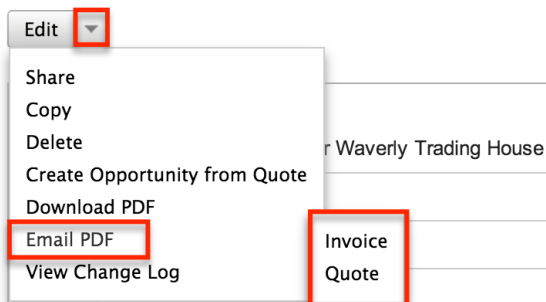 Edit
Share
Copy
Delete
r Waverly Trading House
Create Opportunity from Quote
Download PDF
Email PDF
Invoice
View Change Log
Quote